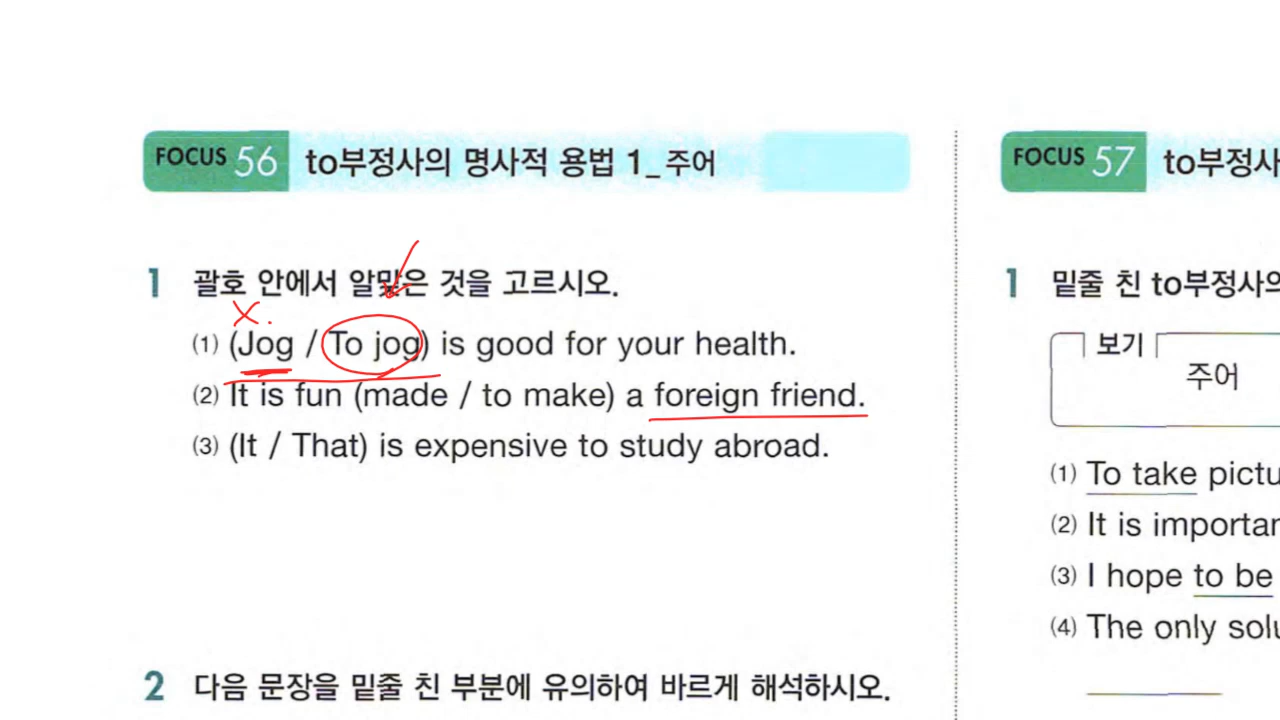 FOCUS 56 to부정사의 명사적 용법 1_주어
1 괄호 안에서 알맞은 것을 고르시오.
X.
(1) (Jog / To jog) is good for your health.
(2) It is fun (made / to make) a foreign friend.
(3) (It / That) is expensive to study abroad.
2 다음 문장을 밑줄 친 부분에 유의하여 바르게 해석하시오.
FOCUS 57 to부정사
1 밑줄 친 to부정사의
보기
주어
(1) To take pictu
(2) It is importan
(3) I hope to be
(4) The only solu